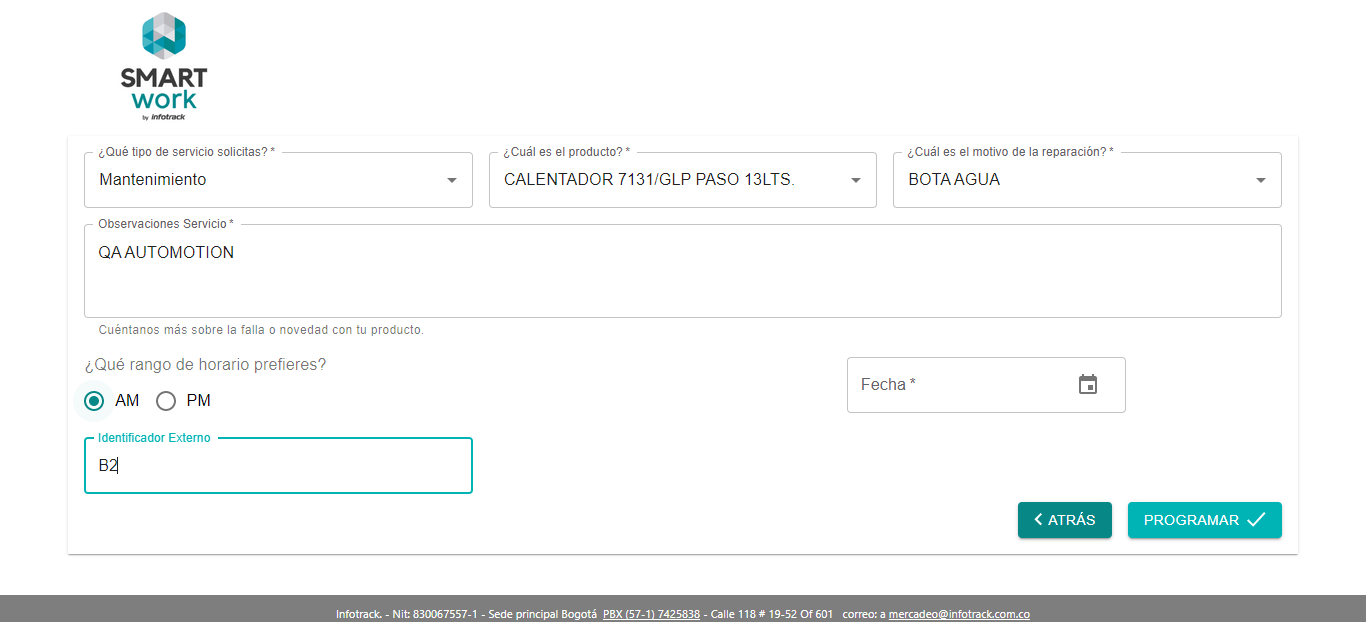 SMART
work
by infotrack
¿Qué tipo de servicio solicitas? *
Mantenimiento
¿Cuál es el producto? *
CALENTADOR 7131/GLP PASO 13LTS.
¿Cuál es el motivo de la reparación? *
BOTA AGUA
Observaciones Servicio *
QA AUTOMOTION
Cuéntanos más sobre la falla o novedad con tu producto.
¿Qué rango de horario prefieres?
AM PM
Fecha *
Identificador Externo
B2
ATRÁS
PROGRAMAR
Infotrack. - Nit: 830067557-1 - Sede principal Bogotá PBX (57-1) 7425838 - Calle 118 # 19-52 Of 601 correo: a mercadeo@infotrack.com.co